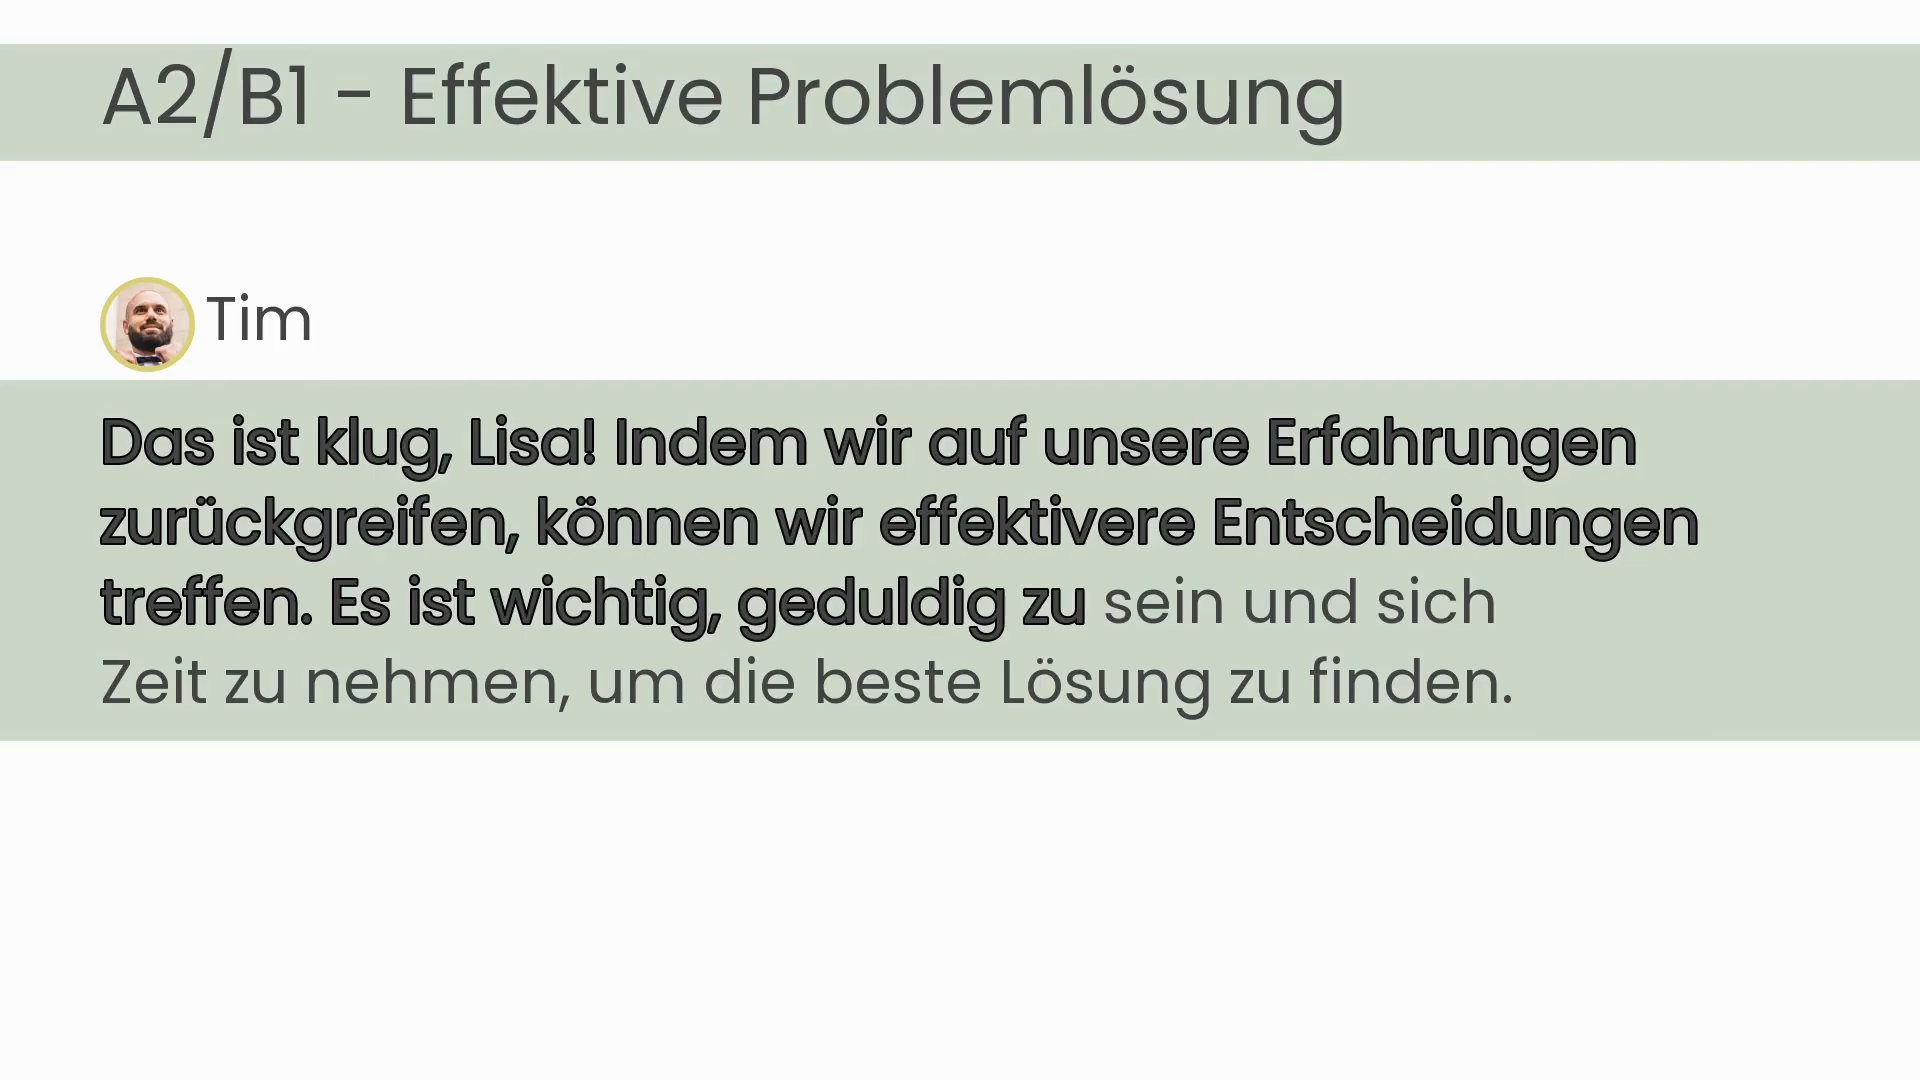 A2/B1 - Effektive Problemlösung
Tim
Das ist klug, Lisa! Indem wir auf unsere Erfahrungen
zurückgreifen, können wir effektivere Entscheidungen
treffen. Es ist wichtig, geduldig zu sein und sich
Zeit zu nehmen, um die beste Lösung zu finden.